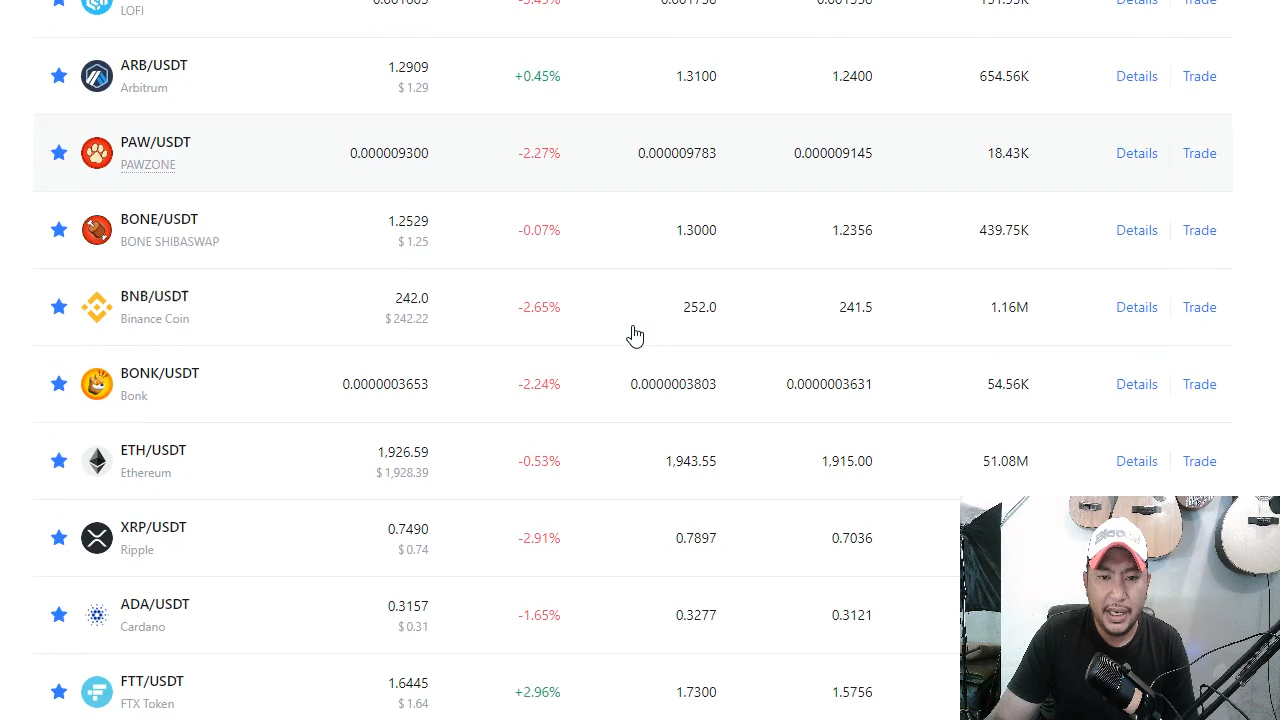 LOFI
Details Trade
ARB/USDT 1.2909 +0.45% 1.3100 1.2400 654.56K Details Trade
Arbitrum $ 1.29
PAW/USDT 0.000009300 -2.27% 0.000009783 0.000009145 18.43K Details Trade
PAWZONE
BONE/USDT 1.2529 -0.07% 1.3000 1.2356 439.75K Details Trade
BONE SHIBASWAP $ 1.25
BNB/USDT 242.0 -2.65% 252.0 241.5 1.16M Details Trade
Binance Coin $ 242.22
BONK/USDT 0.0000003653 -2.24% 0.0000003803 0.0000003631 54.56K Details Trade
Bonk
ETH/USDT 1,926.59 -0.53% 1,943.55 1,915.00 51.08M Details Trade
Ethereum $ 1,928.39
XRP/USDT 0.7490 -2.91% 0.7897 0.7036
Ripple $ 0.74
ADA/USDT 0.3157 -1.65% 0.3277 0.3121
Cardano $ 0.31
FTT/USDT 1.6445 +2.96% 1.7300 1.5756
FTX Token $ 1.64